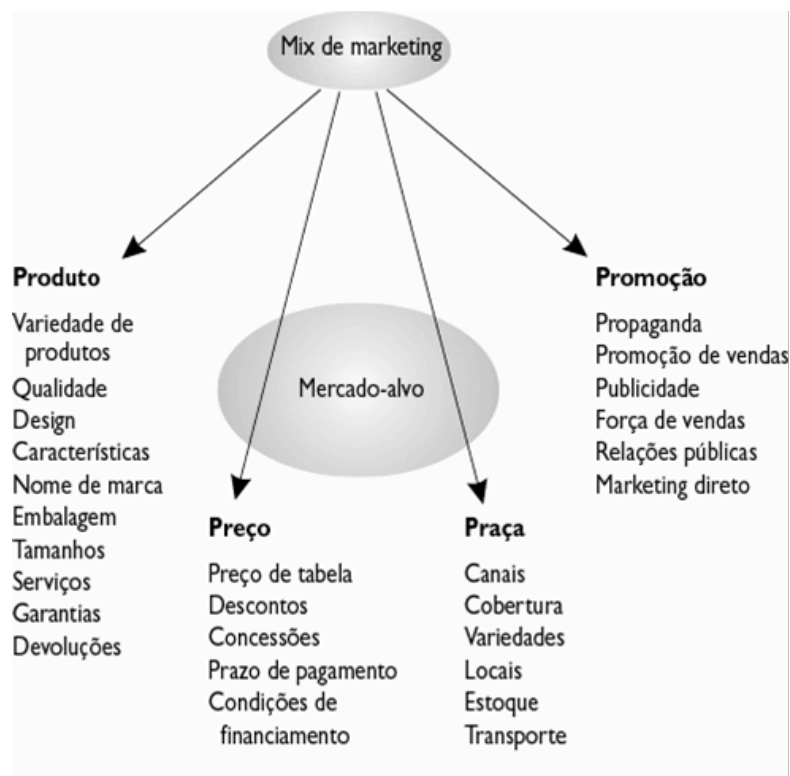 Mix de marketing
Produto
Variedade de
produtos
Qualidade
Design
Características
Nome de marca
Embalagem
Tamanhos
Serviços
Garantias
Devoluções
Mercado-alvo
Preço
Preço de tabela
Descontos
Concessões
Prazo de pagamento
Condições de
financiamento
Praça
Canais
Cobertura
Variedades
Locais
Estoque
Transporte
Promoção
Propaganda
Promoção de vendas
Publicidade
Força de vendas
Relações públicas
Marketing direto